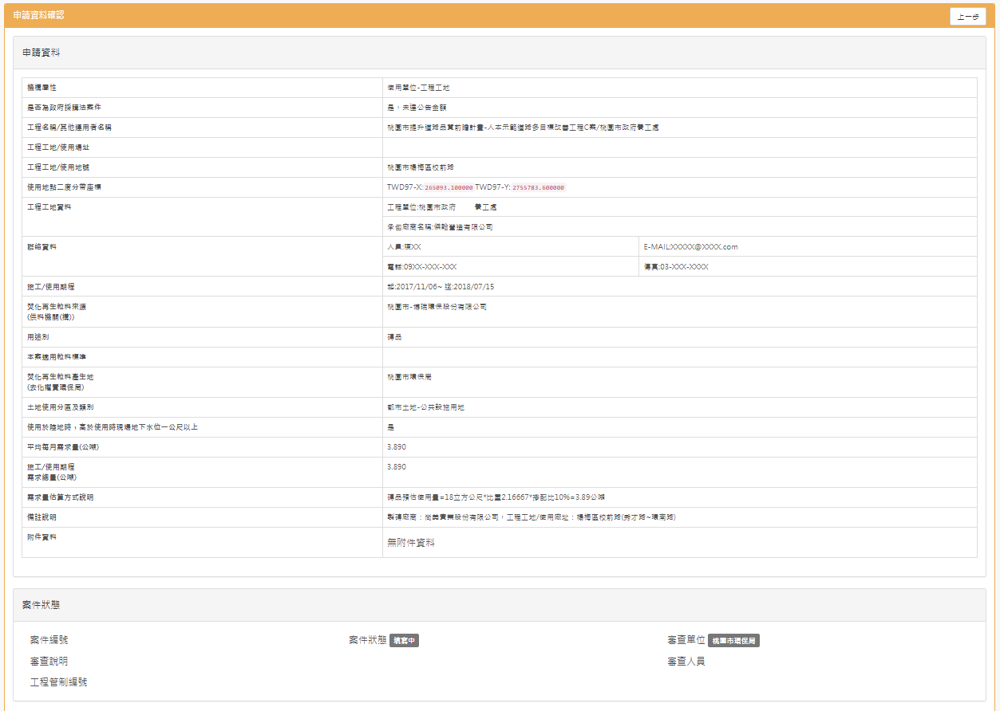 申請資料確認
上一步
申請資料
機構屬性 使用單位-工程工地
是否為政府採購法案件 是，未達公告金額
工程名稱/其他運用者名稱 桃園市提升道路品質前瞻計畫-人本示範道路多目標改善工程C案/桃園市政府養工處
工程工地/使用場址
工程工地/使用地號 桃園市楊梅區校前路
使用地點二度分帶座標 TWD97-X: 265093.100000 TWD97-Y: 2755783.600000
工程工地資料 工程單位:桃園市政府 養工處
承包廠商名稱:傑翰營造有限公司
聯絡資料 人員:陳XX E-MAIL:XXXXX@XXXX.com
電話:09XX-XXX-XXX 傳真:03-XXX-XXXX
施工/使用期程 起:2017/11/06~ 迄:2018/07/15
焚化再生粒料來源 桃園市-博瑞環保股份有限公司
(供料機關(構))
用途別 磚品
本案適用粒料標準
焚化再生粒料產生地 桃園市環保局
(去化權責環保局)
土地使用分區及類別 都市土地-公共設施用地
使用於陸地時，高於使用時現場地下水位一公尺以上 是
平均每月需求量(公噸) 3.890
施工/使用期程 3.890
需求總量(公噸)
需求量估算方式說明 磚品預估使用量=18立方公尺*比重2.16667*摻配比10%=3.89公噸
備註說明 製磚廠商：尚美實業股份有限公司，工程工地/使用廠址：楊梅區校前路(秀才路~環南路)
附件資料 無附件資料
案件狀態
案件編號 案件狀態 填寫中 審查單位 桃園市環保局
審查說明 審查人員
工程管制編號